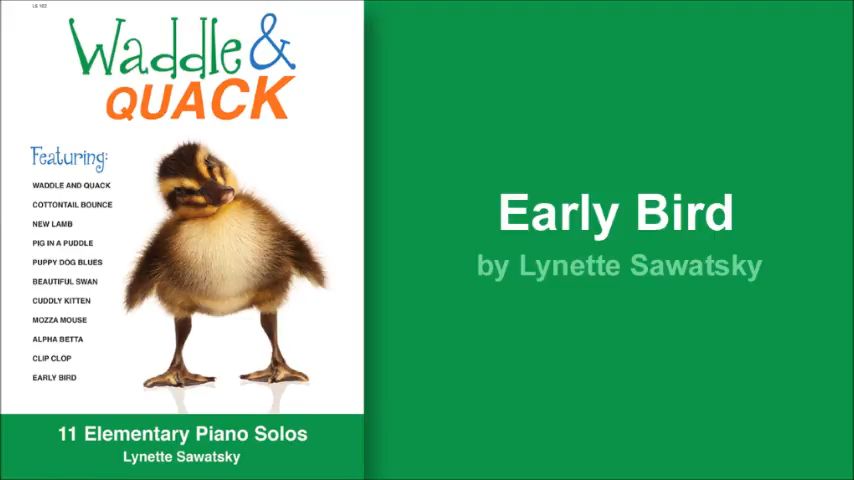 LS 102
Waddle &
QUACK
Featuring:
WADDLE AND QUACK
COTTONTAIL BOUNCE
NEW LAMB
PIG IN A PUDDLE
PUPPY DOG BLUES
BEAUTIFUL SWAN
CUDDLY KITTEN
MOZZA MOUSE
ALPHA BETTA
CLIP CLOP
EARLY BIRD
11 Elementary Piano Solos
Lynette Sawatsky
Early Bird
by Lynette Sawatsky